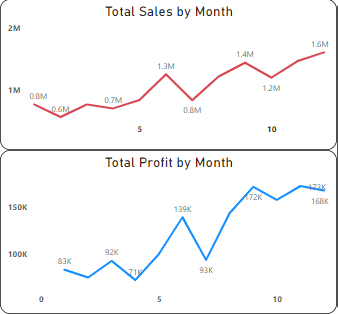 Total Sales by Month
2M
1.6M
1.4M
1.3M
1M
0.8M
0.6M
0.7M
0.8M
1.2M
5
10
Total Profit by Month
150K
139K
172K
173K
168K
100K
83K
92K
71K
93K
0
5
10